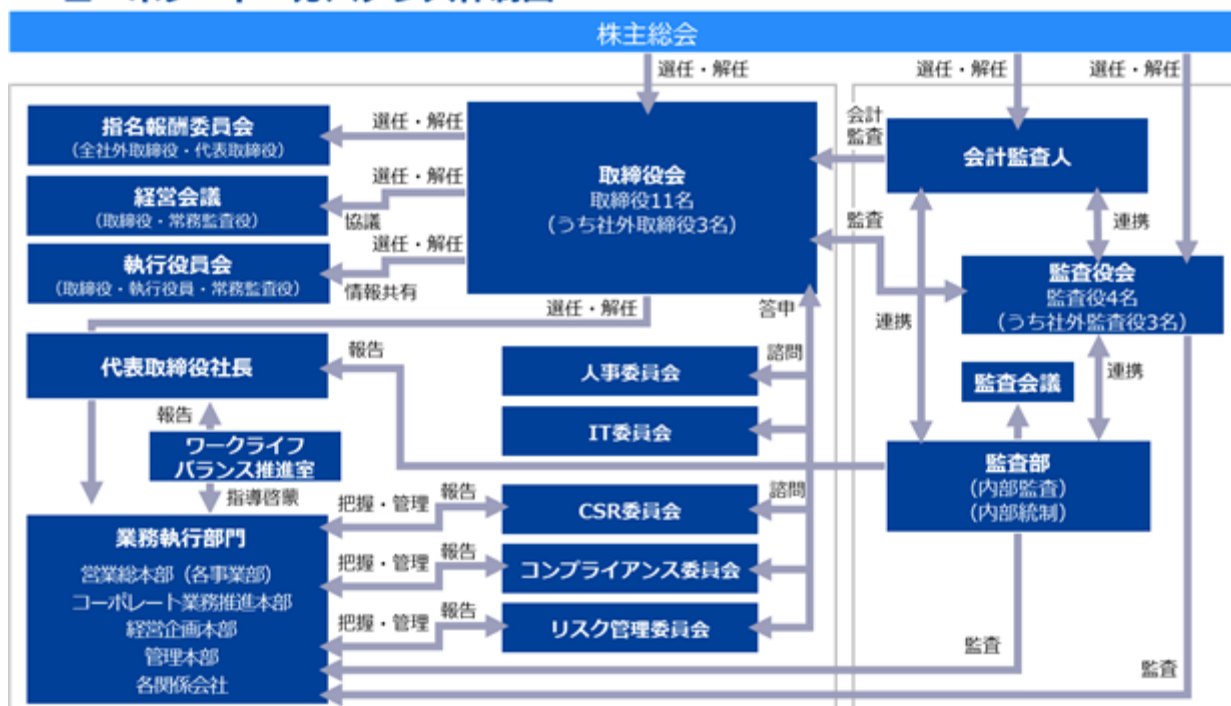 株主総会
選任・解任
選任・解任
選任・解任
指名報酬委員会
(全社外取締役・代表取締役)
選任・解任
経営会議
(取締役・常務監査役)
選任・解任
協議
執行役員会
(取締役・執行役員・常務監査役)
選任・解任
情報共有
取締役会
取締役11名
(うち社外取締役3名)
会計
監査
会計監査人
監査
連携
監査役会
監査役4名
(うち社外監査役3名)
選任・解任
答申
連携
代表取締役社長
報告
人事委員会
諮問
監査会議
連携
報告
ワークライフ
バランス推進室
指導啓蒙
IT委員会
監査部
(内部監査)
(内部統制)
業務執行部門
営業総本部(各事業部)
コーポレート業務推進本部
経営企画本部
管理本部
各関係会社
把握・管理
報告
CSR委員会
諮問
把握・管理
報告
コンプライアンス委員会
把握・管理
報告
リスク管理委員会
監査
監査